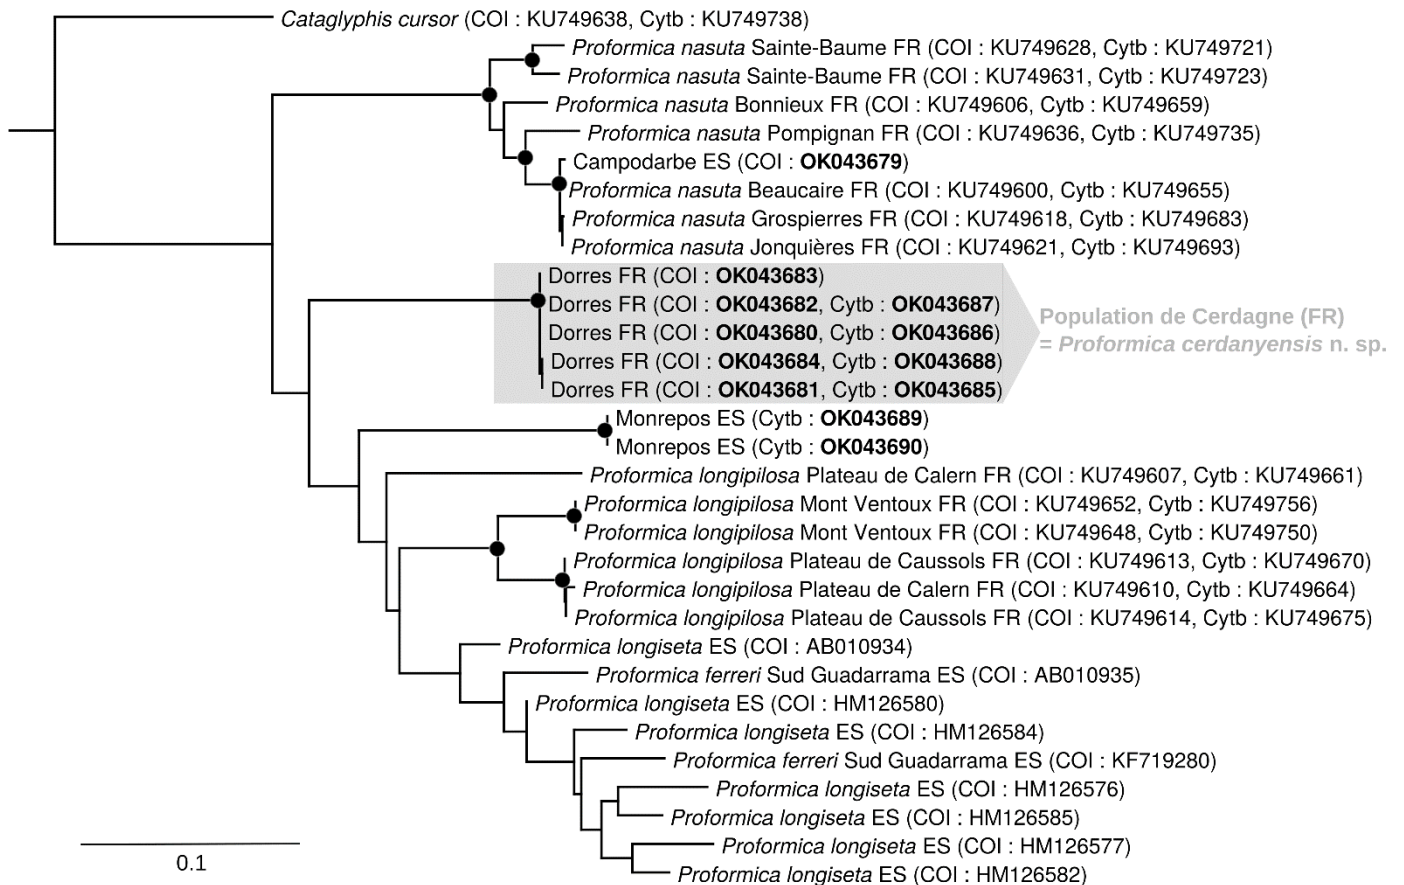 Cataglyphis cursor (COI : KU749638, Cytb : KU749738)
Proformica nasuta Sainte-Baume FR (COI : KU749628, Cytb : KU749721)
Proformica nasuta Sainte-Baume FR (COI : KU749631, Cytb : KU749723)
Proformica nasuta Bonnieux FR (COI : KU749606, Cytb : KU749659)
Proformica nasuta Pompignan FR (COI : KU749636, Cytb : KU749735)
Campodarbe ES (COI : OK043679)
Proformica nasuta Beaucaire FR (COI : KU749600, Cytb : KU749655)
Proformica nasuta Grospierres FR (COI : KU749618, Cytb : KU749683)
Proformica nasuta Jonquières FR (COI : KU749621, Cytb : KU749693)
Dorres FR (COI : OK043683)
Dorres FR (COI : OK043682, Cytb : OK043687)
Dorres FR (COI : OK043680, Cytb : OK043686)
Dorres FR (COI : OK043684, Cytb : OK043688)
Dorres FR (COI : OK043681, Cytb : OK043685)
Population de Cerdagne (FR)
= Proformica cerdanyensis n. sp.
Monrepos ES (Cytb : OK043689)
Monrepos ES (Cytb : OK043690)
Proformica longipilosa Plateau de Calern FR (COI : KU749607, Cytb : KU749661)
Proformica longipilosa Mont Ventoux FR (COI : KU749652, Cytb : KU749756)
Proformica longipilosa Mont Ventoux FR (COI : KU749648, Cytb : KU749750)
Proformica longipilosa Plateau de Caussols FR (COI : KU749613, Cytb : KU749670)
Proformica longipilosa Plateau de Calern FR (COI : KU749610, Cytb : KU749664)
Proformica longipilosa Plateau de Caussols FR (COI : KU749614, Cytb : KU749675)
Proformica longiseta ES (COI : AB010934)
Proformica ferreri Sud Guadarrama ES (COI : AB010935)
Proformica longiseta ES (COI : HM126580)
Proformica longiseta ES (COI : HM126584)
Proformica ferreri Sud Guadarrama ES (COI : KF719280)
Proformica longiseta ES (COI : HM126576)
Proformica longiseta ES (COI : HM126585)
Proformica longiseta ES (COI : HM126577)
Proformica longiseta ES (COI : HM126582)
0.1